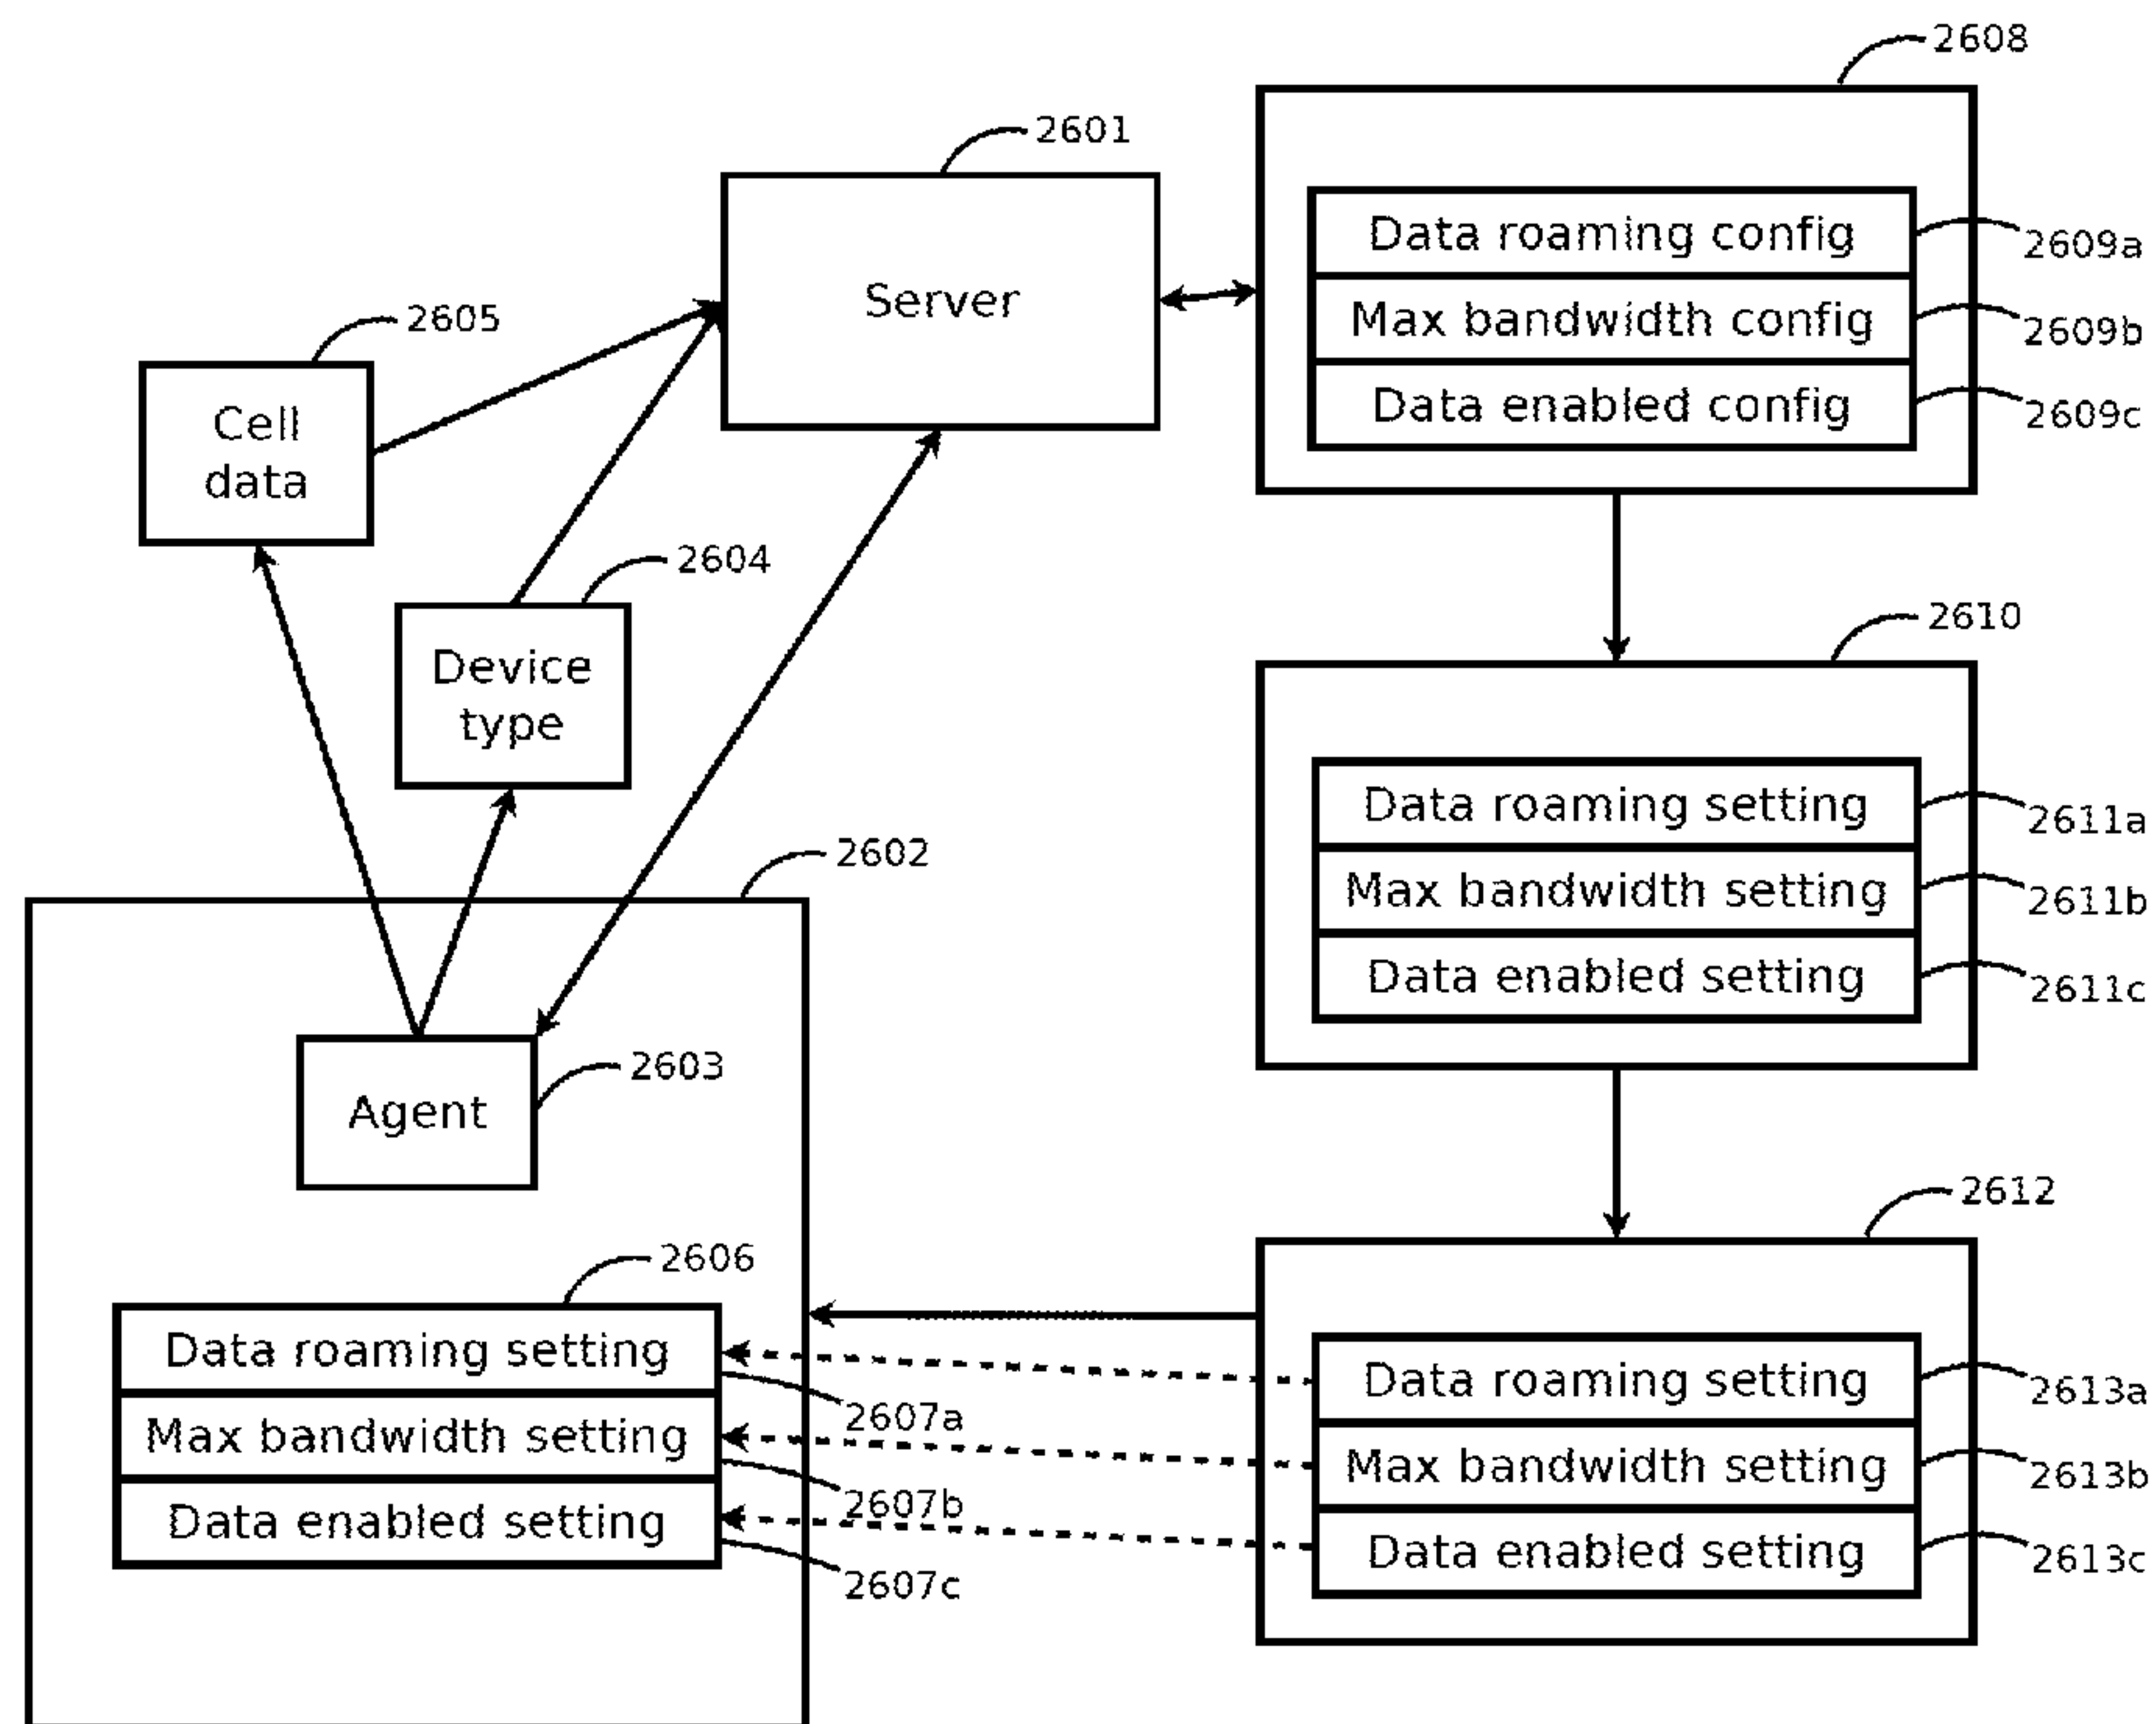 2608
2601
Data roaming config
2609a
Server
Max bandwidth config
2609b
2605
Data enabled config
2609c
Cell
data
2604
2610
Device
type
Data roaming setting
2611a
2602
Max bandwidth setting
2611b
Data enabled setting
2611c
2603
Agent
2612
2606
Data roaming setting
2607a
Data roaming setting
2613a
Max bandwidth setting
2607b
Max bandwidth setting
2613b
Data enabled setting
2607c
Data enabled setting
2613c